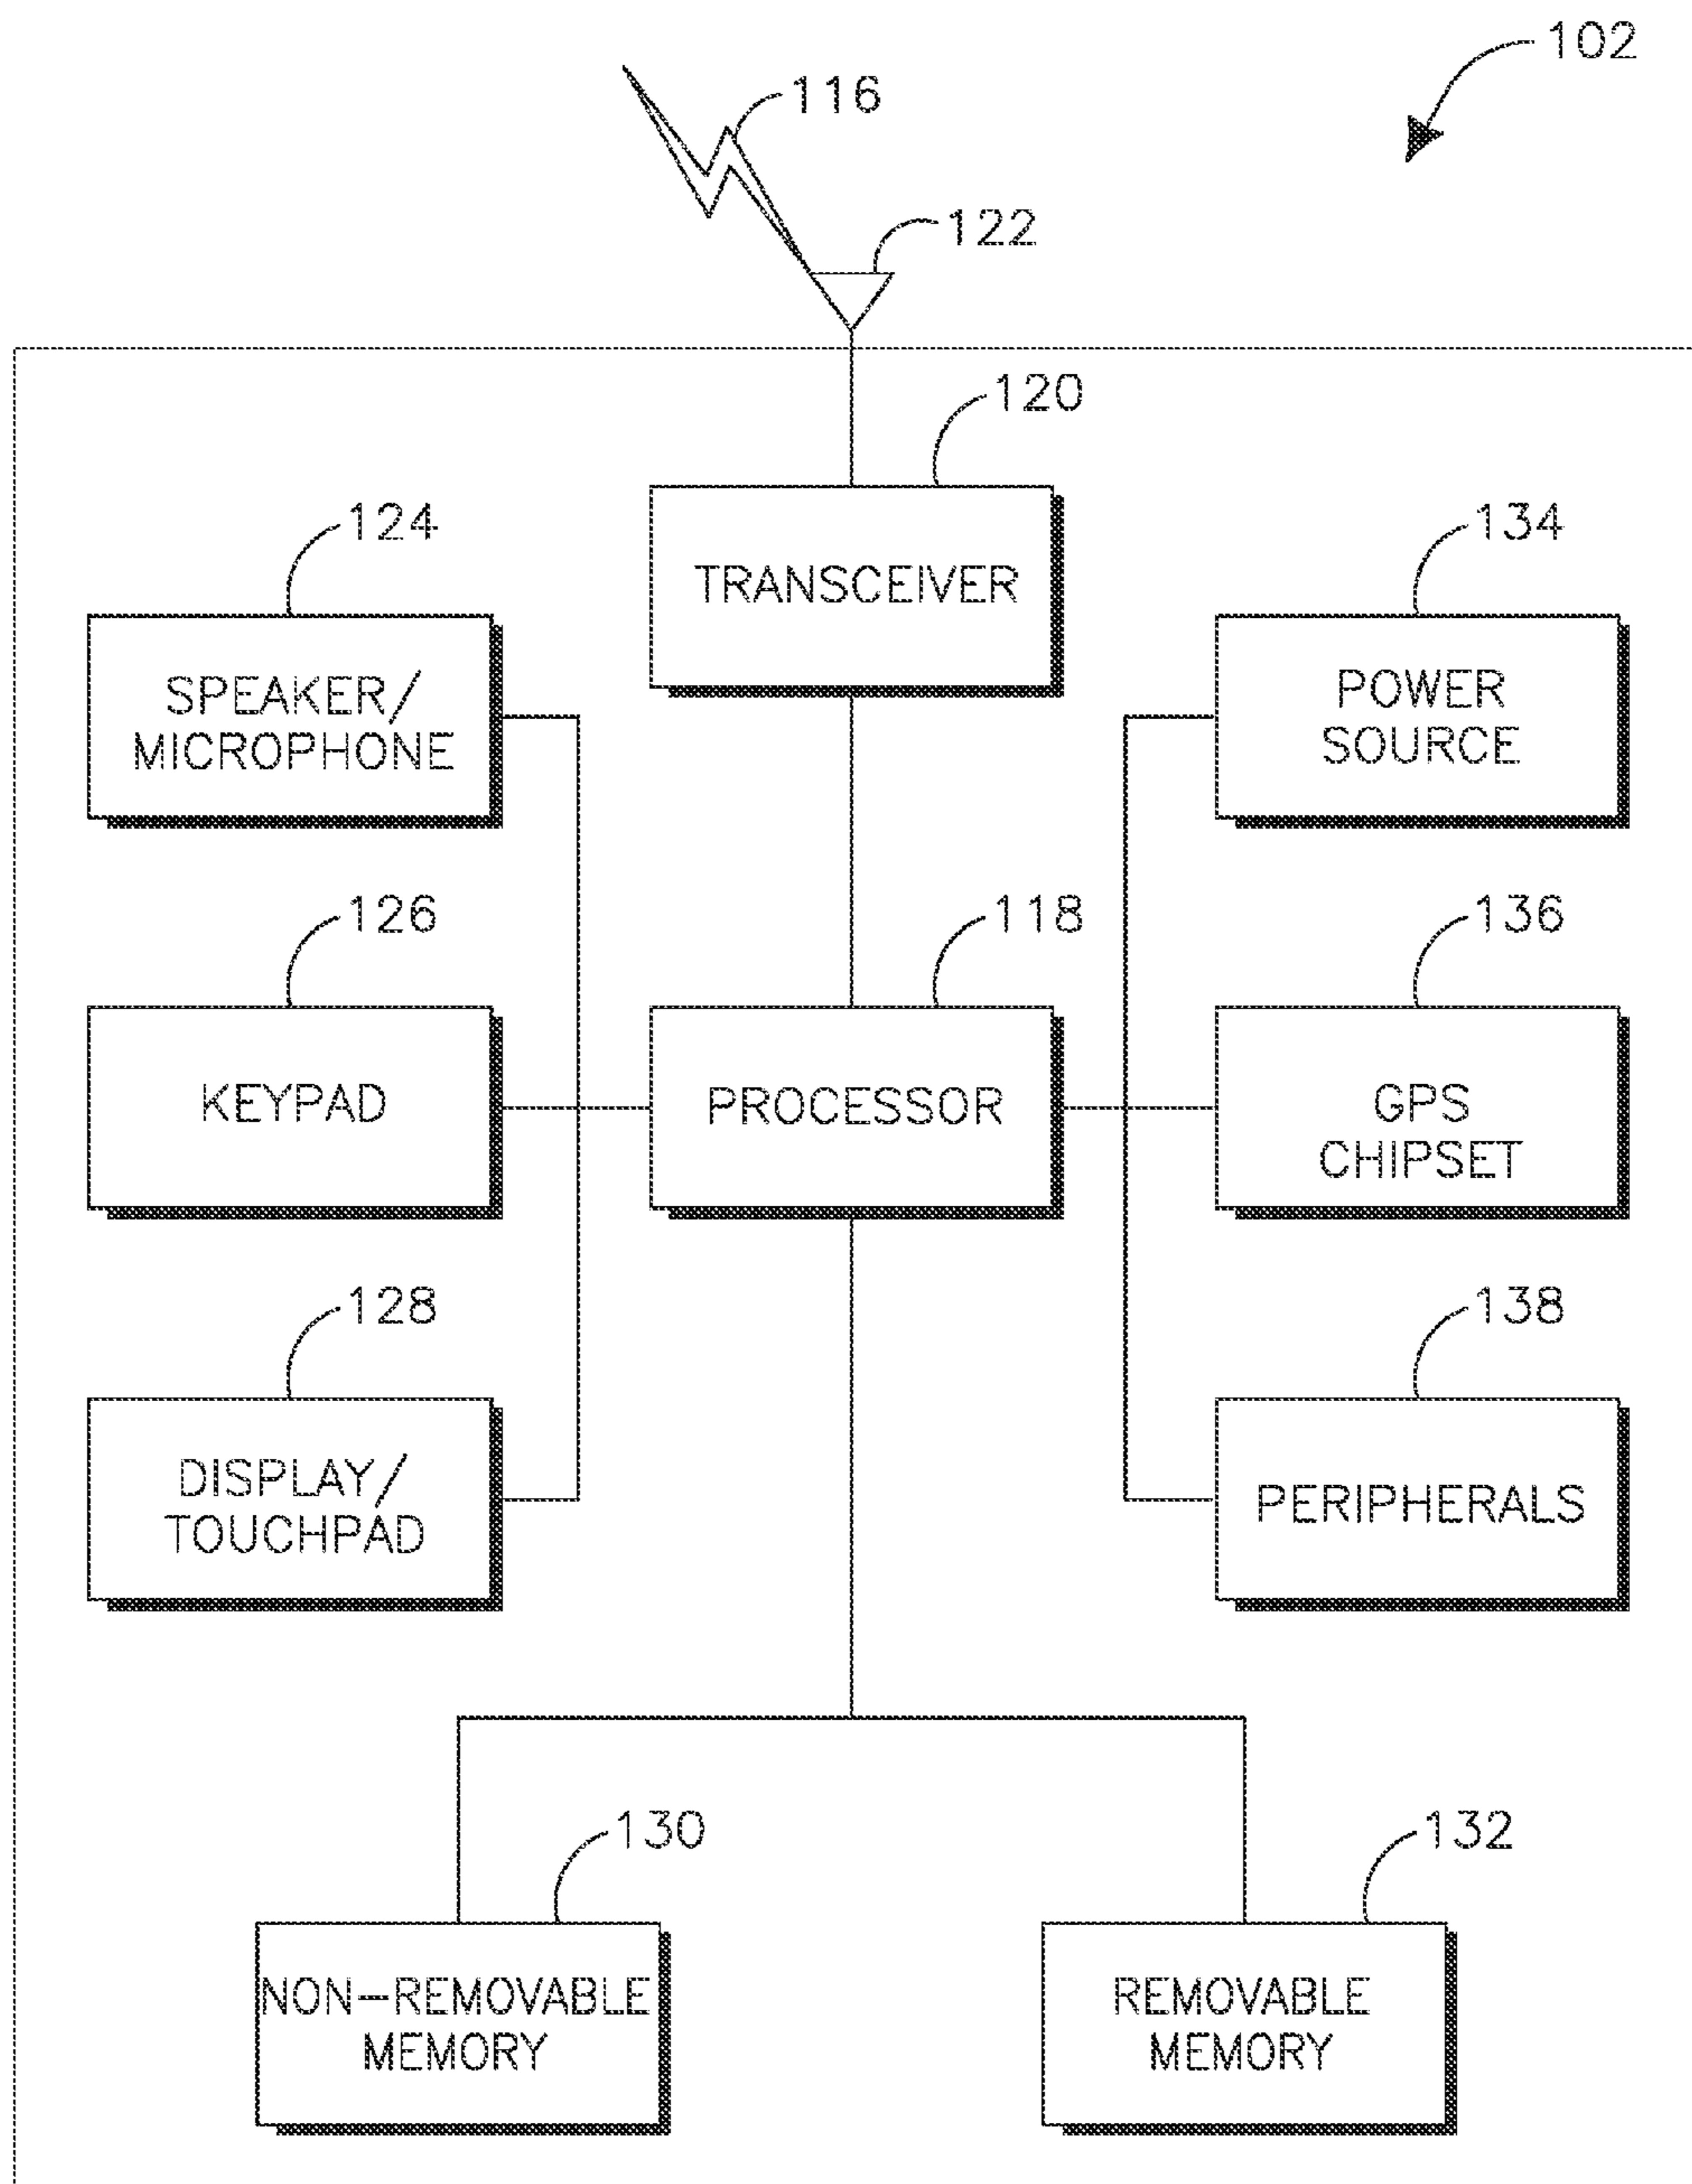 102
116
122
120
TRANSCEIVER
124
SPEAKER/
MICROPHONE
134
POWER
SOURCE
126
KEYPAD
118
PROCESSOR
136
GPS
CHIPSET
128
DISPLAY/
TOUCHPAD
138
PERIPHERALS
130
NON-REMOVABLE
MEMORY
132
REMOVABLE
MEMORY